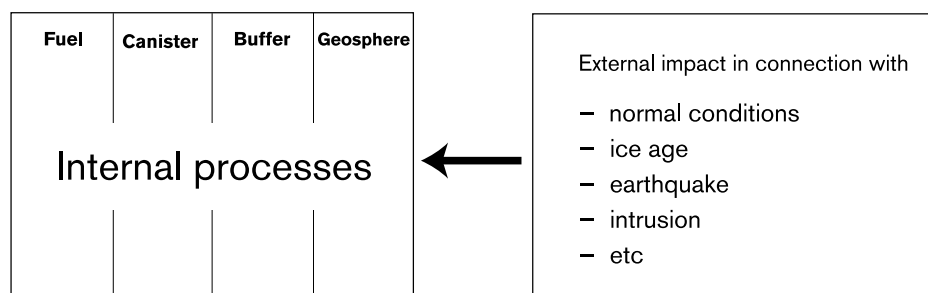 Fuel Canister Buffer Geosphere
Internal processes
External impact in connection with
– normal conditions
– ice age
– earthquake
– intrusion
– etc